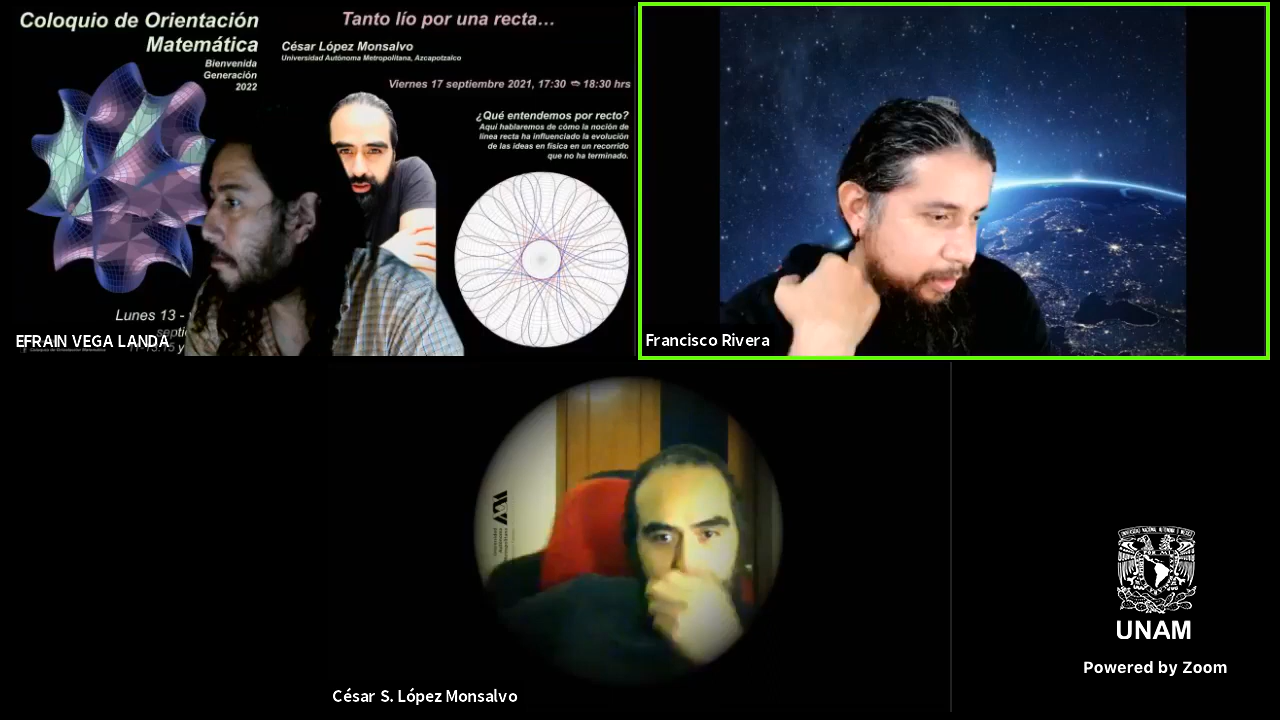 Coloquio de Orientación
Matemática
Bienvenida
Generación
2022
Tanto lío por una recta...
César López Monsalvo
Universidad Autónoma Metropolitana, Azcapotzalco
Viernes 17 septiembre 2021, 17:30 18:30 hrs
¿Qué entendemos por recto?
Aquí hablaremos de cómo la noción de
línea recta ha influenciado la evolución
de las ideas en física en un recorrido
que no ha terminado.
Lunes 13 -
EFRAIN VEGA LANDA
Francisco Rivera
César S. López Monsalvo
UNAM
Powered by Zoom